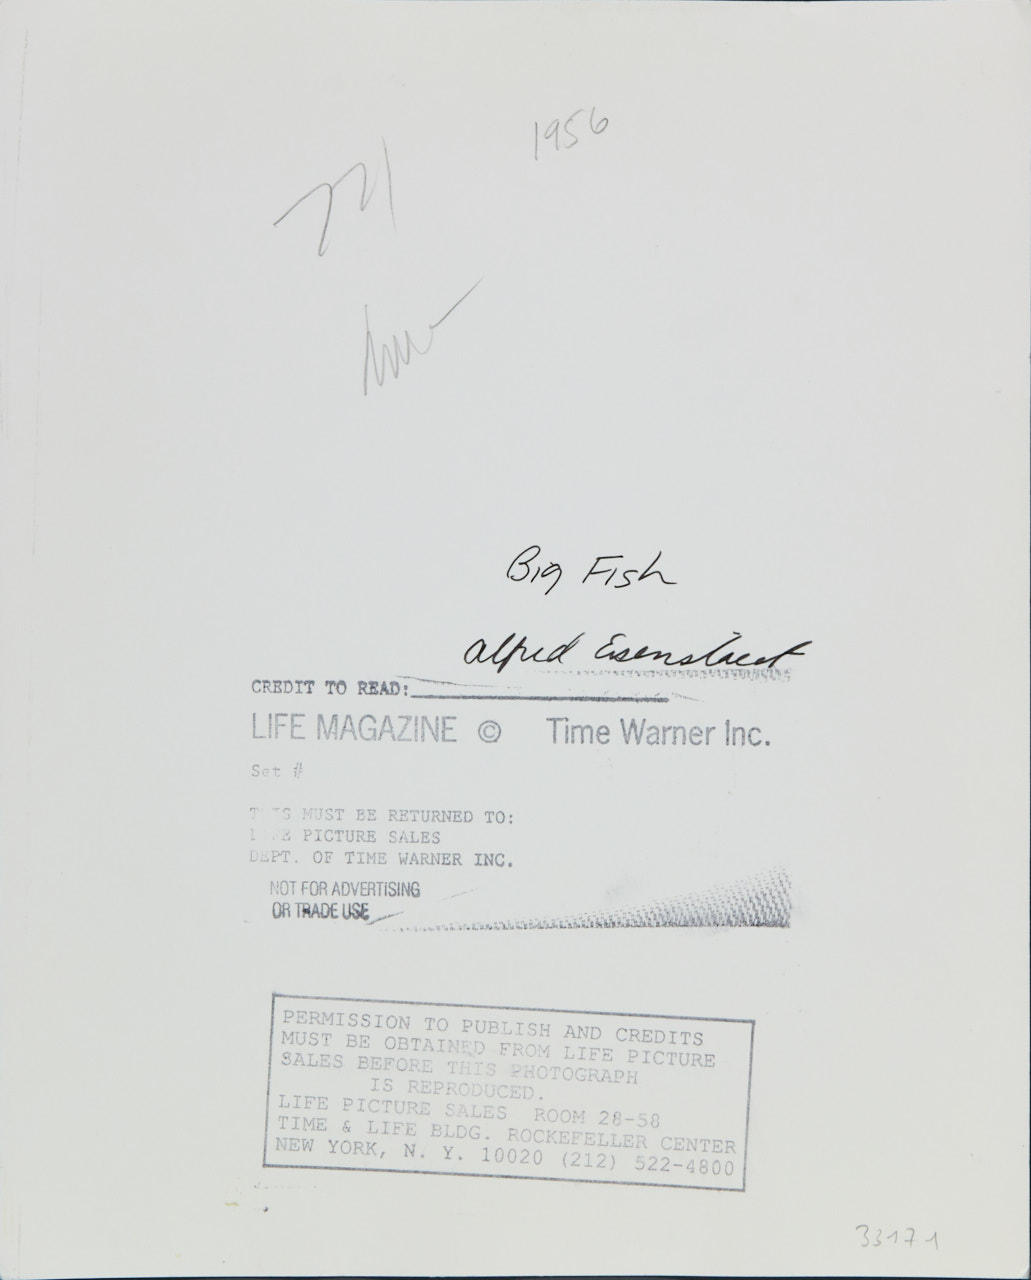 1956
Big Fish
Alfred Eisenstaedt
CREDIT TO READ:
LIFE MAGAZINE © Time Warner Inc.
Set #
THIS MUST BE RETURNED TO:
LIFE PICTURE SALES
DEPT. OF TIME WARNER INC.
NOT FOR ADVERTISING
OR TRADE USE
PERMISSION TO PUBLISH AND CREDITS
MUST BE OBTAINED FROM LIFE PICTURE
SALES BEFORE THIS PHOTOGRAPH
IS REPRODUCED.
LIFE PICTURE SALES ROOM 28-58
TIME & LIFE BLDG. ROCKEFELLER CENTER
NEW YORK, N. Y. 10020 (212) 522-4800
33171